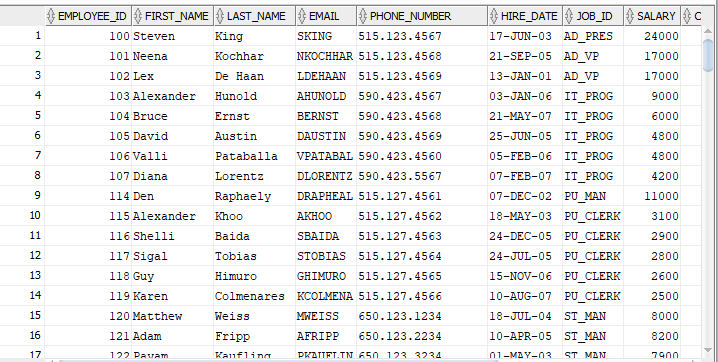 EMPLOYEE_ID FIRST_NAME LAST_NAME EMAIL PHONE_NUMBER HIRE_DATE JOB_ID SALARY C
1 100 Steven King SKING 515.123.4567 17-JUN-03 AD_PRES 24000
2 101 Neena Kochhar NKOCHHAR 515.123.4568 21-SEP-05 AD_VP 17000
3 102 Lex De Haan LDEHAAN 515.123.4569 13-JAN-01 AD_VP 17000
4 103 Alexander Hunold AHUNOLD 590.423.4567 03-JAN-06 IT_PROG 9000
5 104 Bruce Ernst BERNST 590.423.4568 21-MAY-07 IT_PROG 6000
6 105 David Austin DAUSTIN 590.423.4569 25-JUN-05 IT_PROG 4800
7 106 Valli Pataballa VPATABAL 590.423.4560 05-FEB-06 IT_PROG 4800
8 107 Diana Lorentz DLORENTZ 590.423.5567 07-FEB-07 IT_PROG 4200
9 114 Den Raphaely DRAPHEAL 515.127.4561 07-DEC-02 PU_MAN 11000
10 115 Alexander Khoo AKHOO 515.127.4562 18-MAY-03 PU_CLERK 3100
11 116 Shelli Baida SBAIDA 515.127.4563 24-DEC-05 PU_CLERK 2900
12 117 Sigal Tobias STOBIAS 515.127.4564 24-JUL-05 PU_CLERK 2800
13 118 Guy Himuro GHIMURO 515.127.4565 15-NOV-06 PU_CLERK 2600
14 119 Karen Colmenares KCOLMENA 515.127.4566 10-AUG-07 PU_CLERK 2500
15 120 Matthew Weiss MWEISS 650.123.1234 18-JUL-04 ST_MAN 8000
16 121 Adam Fripp AFRIPP 650.123.2234 10-APR-05 ST_MAN 8200
17 122 Payam Kaufling PKAUFLIN 650.123.3234 01-MAY-03 ST_MAN 7900